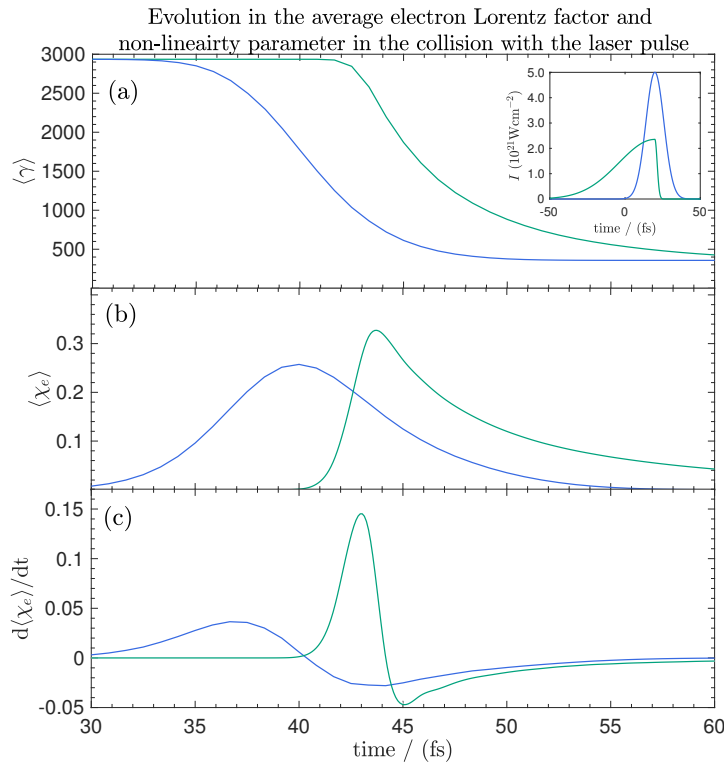 Evolution in the average electron Lorentz factor and
non-lineairty parameter in the collision with the laser pulse
3000
2500
2000
1500
1000
500
⟨γ⟩
(a)
5.0
4.0
3.0
2.0
1.0
0
I (10²¹Wcm⁻²)
-50 0 50
time / (fs)
(b)
0.3
0.2
0.1
⟨χₑ⟩
(c)
0.15
0.10
0.05
0
-0.05
d⟨χₑ⟩/dt
30 35 40 45 50 55 60
time / (fs)